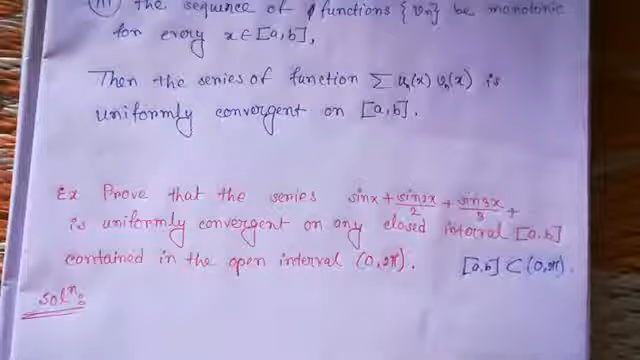 (iii) the sequence of functions {vₙ} be monotonic
for every x ∈ [a,b],
Then the series of function ∑ uₙ(x) vₙ(x) is
uniformly convergent on [a,b].
Ex Prove that the series sinx + sin2x/2 + sin3x/3 +
is uniformly convergent on any closed interval [a,b]
contained in the open interval (0,2π). [a,b] ⊂ (0,2π).
Solⁿ: